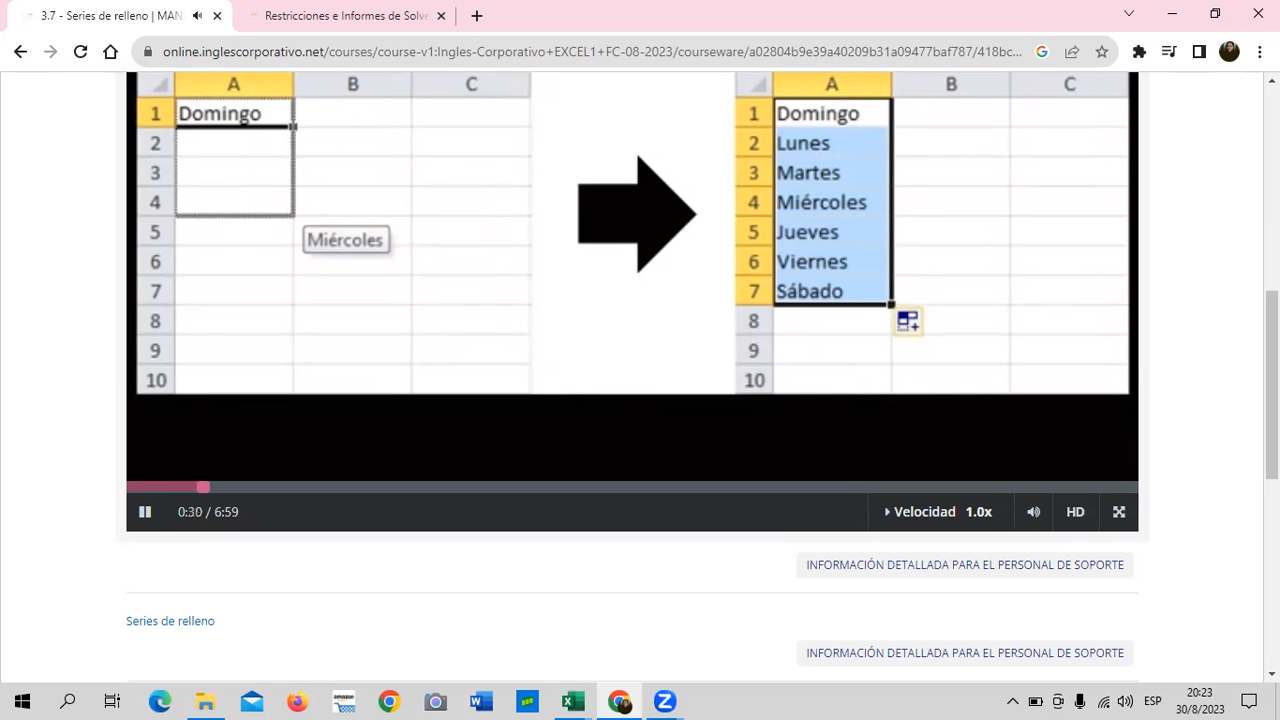 3.7 - Series de relleno | MAN
Restricciones e Informes de Solve
online.inglescorporativo.net/courses/course-v1:Ingles-Corporativo+EXCEL1+FC-08-2023/courseware/a02804b9e39a40209b31a09477baf787/418bc...
A B C
1 Domingo
2
3
4
5
6
7
8
9
10
Miércoles
A B C
1 Domingo
2 Lunes
3 Martes
4 Miércoles
5 Jueves
6 Viernes
7 Sábado
8
9
10
0:30 / 6:59
Velocidad 1.0x
HD
INFORMACIÓN DETALLADA PARA EL PERSONAL DE SOPORTE
Series de relleno
INFORMACIÓN DETALLADA PARA EL PERSONAL DE SOPORTE
ESP
20:23
30/8/2023